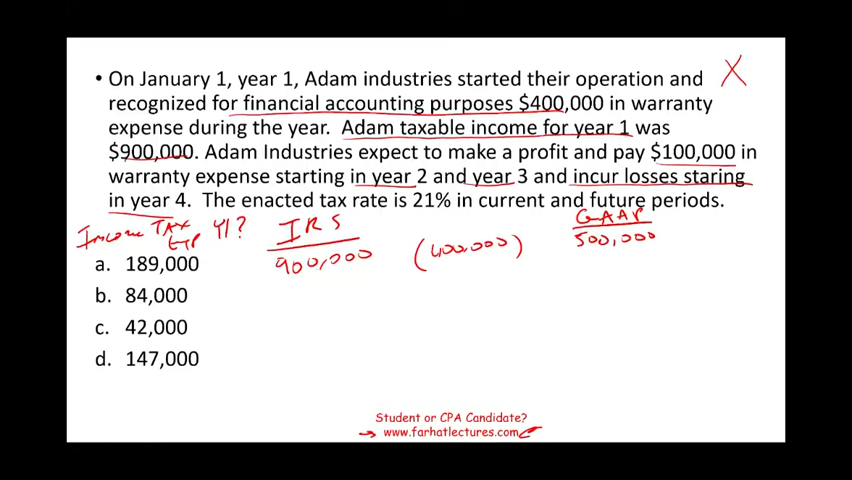 • On January 1, year 1, Adam industries started their operation and X
recognized for financial accounting purposes $400,000 in warranty
expense during the year. Adam taxable income for year 1 was
$900,000. Adam Industries expect to make a profit and pay $100,000 in
warranty expense starting in year 2 and year 3 and incur losses staring
in year 4. The enacted tax rate is 21% in current and future periods.
Income Tax Exp Y1? IRS GAAP
900,000 (400,000) 500,000
a. 189,000
b. 84,000
c. 42,000
d. 147,000
Student or CPA Candidate?
www.farhatlectures.com